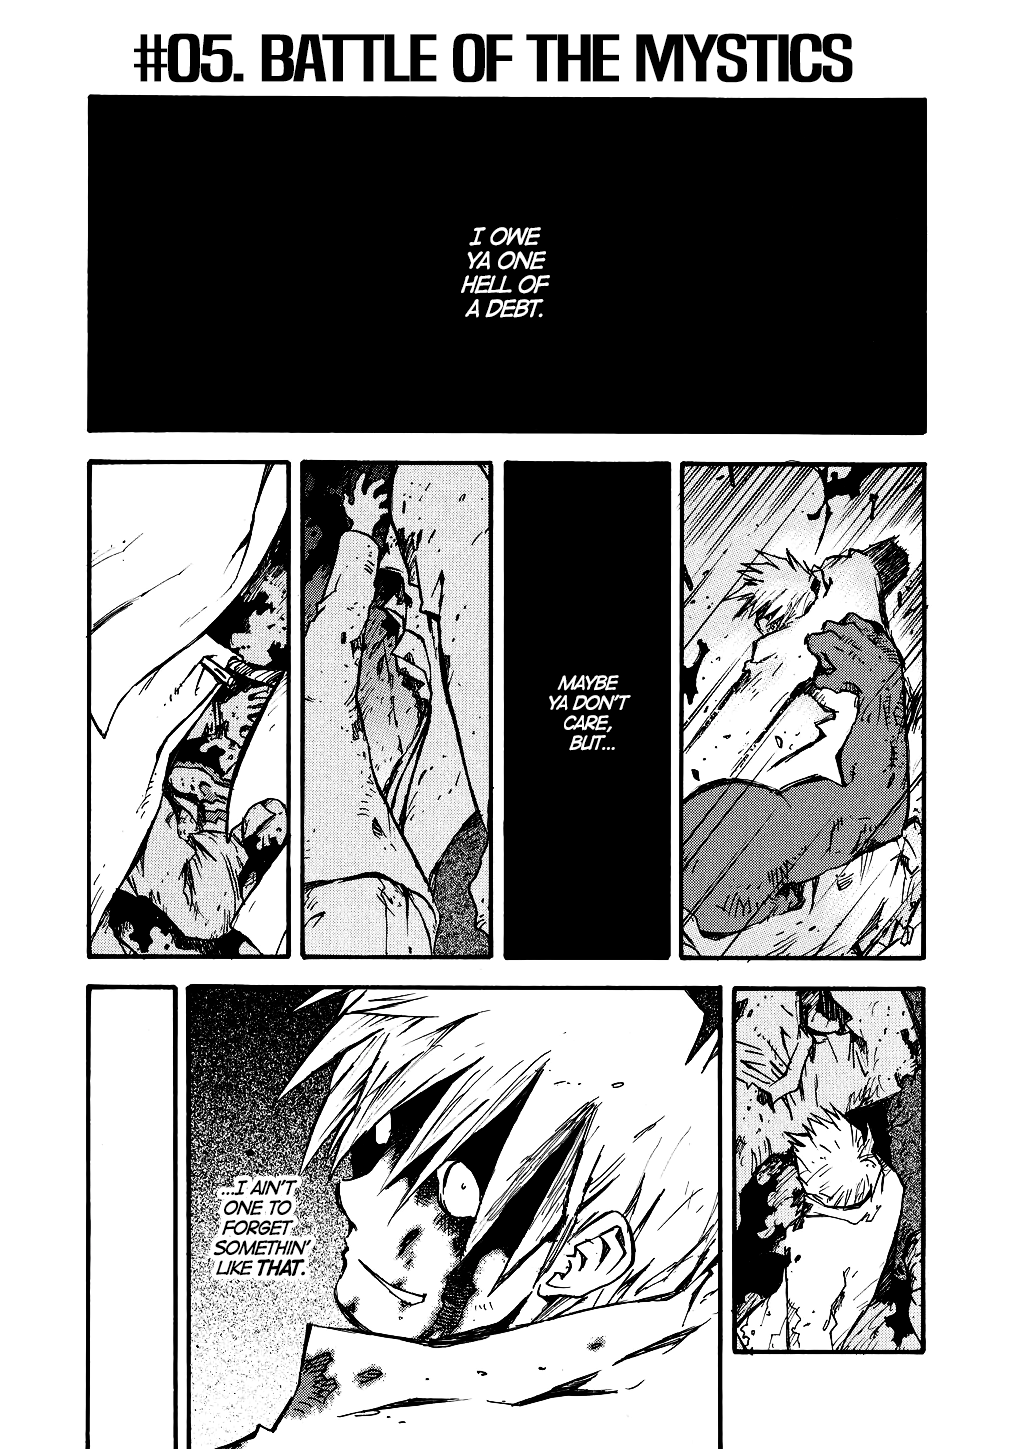 #05. BATTLE OF THE MYSTICS
I OWE
YA ONE
HELL OF
A DEBT.
MAYBE
YA DON'T
CARE,
BUT...
...I AIN'T
ONE TO
FORGET
SOMETHIN'
LIKE THAT.